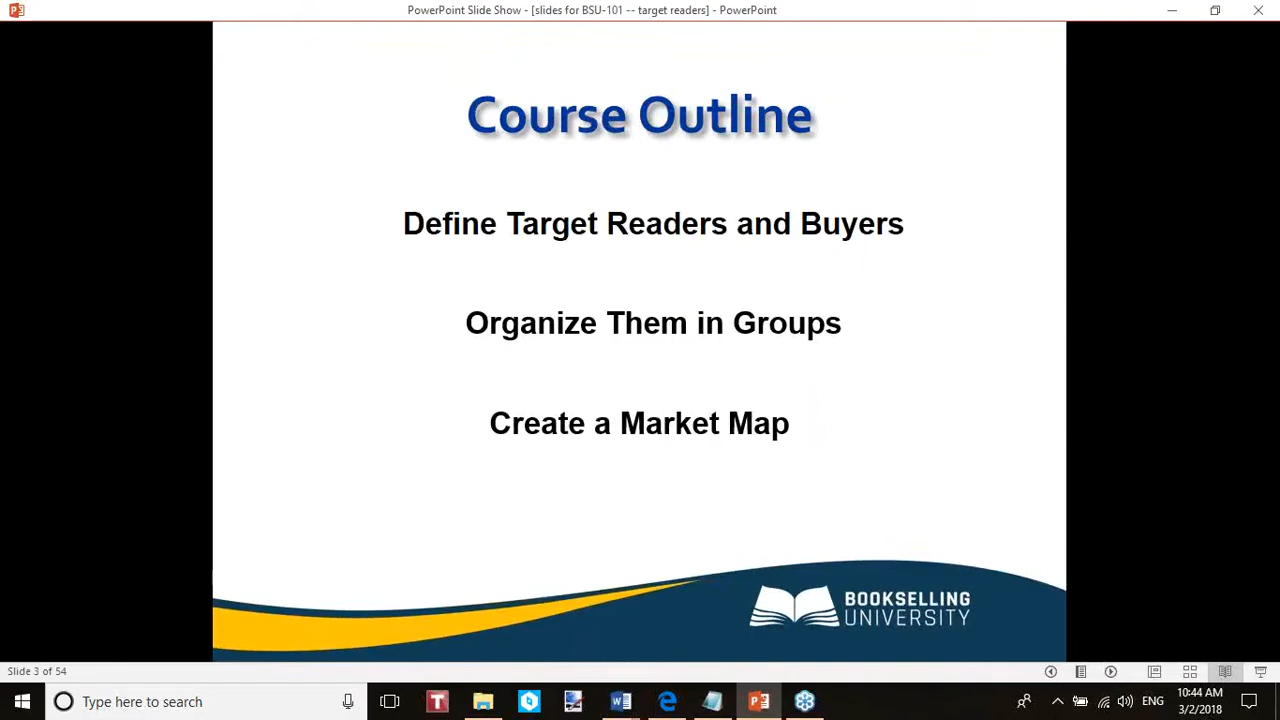 PowerPoint Slide Show - [slides for BSU-101 -- target readers] - PowerPoint
Course Outline
Define Target Readers and Buyers
Organize Them in Groups
Create a Market Map
BOOKSELLING
UNIVERSITY
Slide 3 of 54
Type here to search
ENG
10:44 AM
3/2/2018